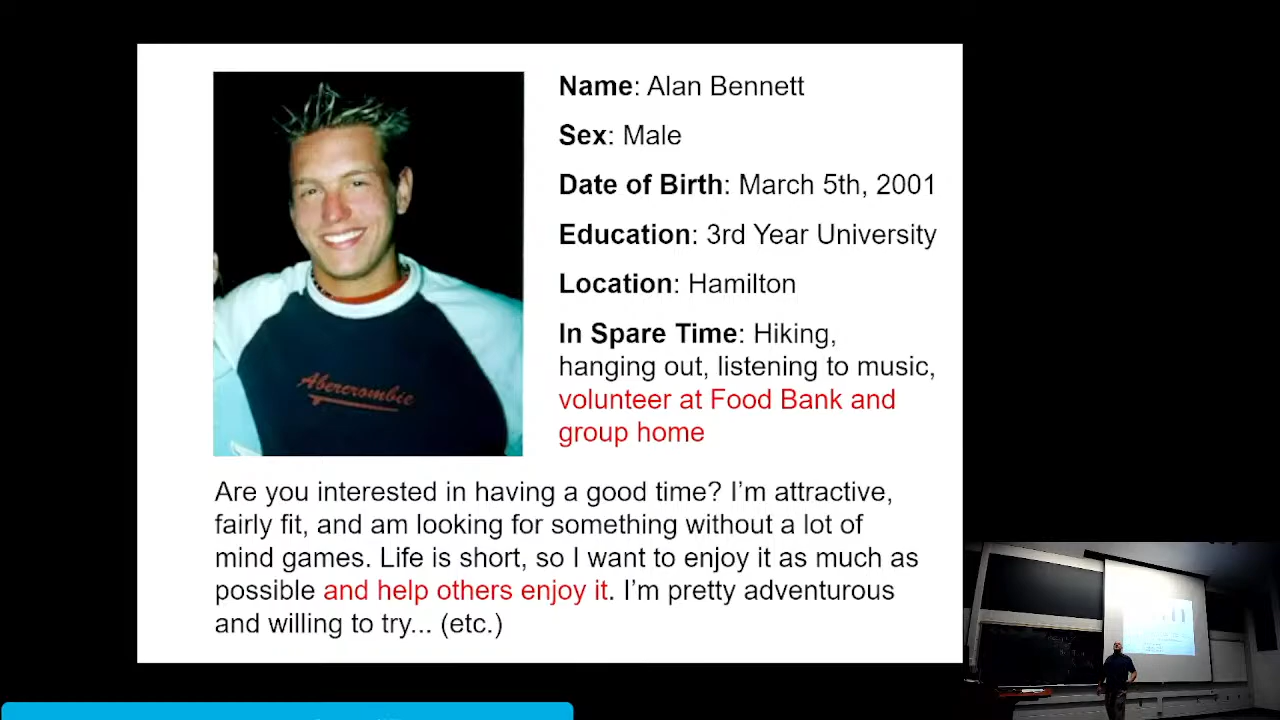 Name: Alan Bennett
Sex: Male
Date of Birth: March 5th, 2001
Education: 3rd Year University
Location: Hamilton
In Spare Time: Hiking,
hanging out, listening to music,
volunteer at Food Bank and
group home
Abercrombie
Are you interested in having a good time? I'm attractive,
fairly fit, and am looking for something without a lot of
mind games. Life is short, so I want to enjoy it as much as
possible and help others enjoy it. I'm pretty adventurous
and willing to try... (etc.)